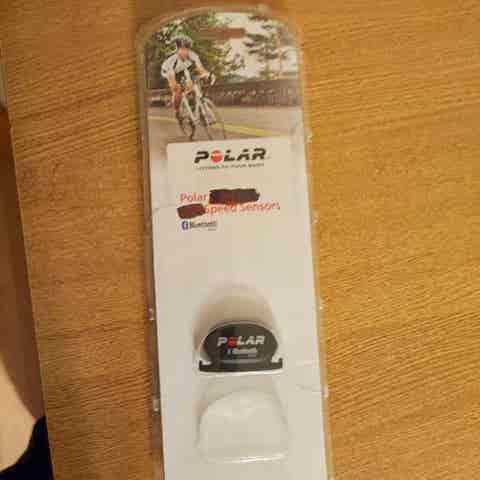 POLAR
LISTEN TO YOUR BODY
Polar
Speed Sensors
Bluetooth
POLAR
Bluetooth